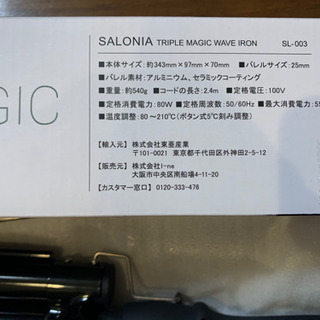 SALONIA TRIPLE MAGIC WAVE IRON SL-003
■本体サイズ：約343mm×97mm×70mm ■バレルサイズ：25mm
■バレル素材：アルミニウム、セラミックコーティング
■重量：約540g ■コードの長さ：2.4m ■定格電圧：100V
■定格消費電力：80W ■定格周波数：50/60Hz ■最大消費電力：55
■温度調整：80～210℃（ボタン式5℃刻み調整）
【輸入元】 株式会社東亜産業
〒101-0021 東京都千代田区外神田2-5-12
【販売元】 株式会社I-ne
大阪市中央区南船場4-11-20
【カスタマー窓口】 0120-333-476
GIC